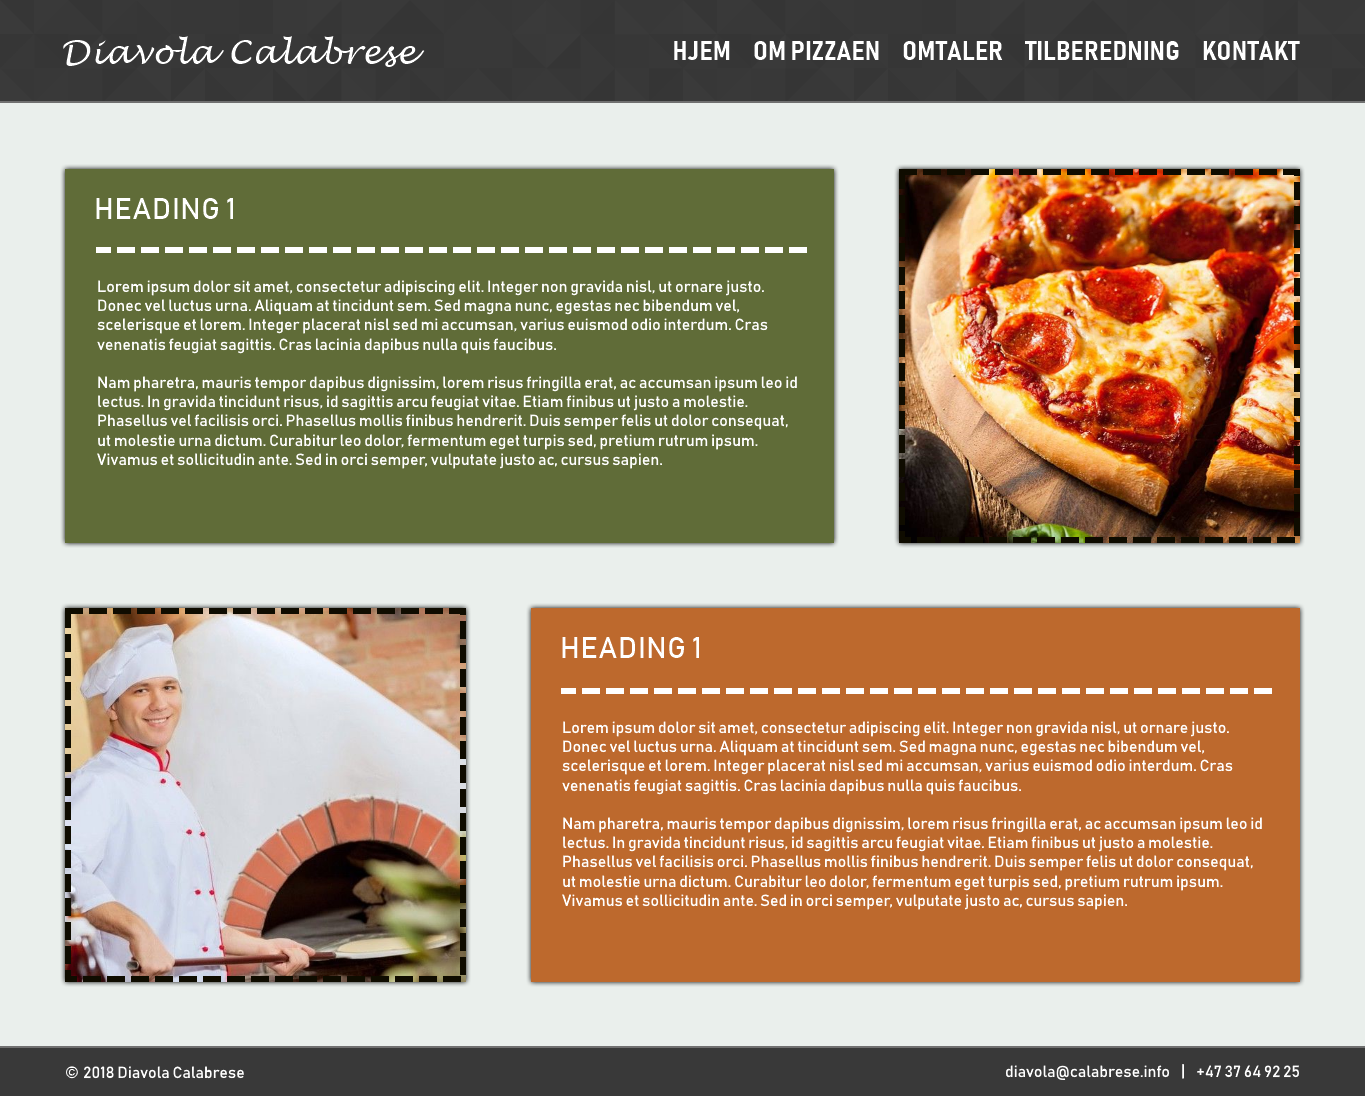 Diavola Calabrese
HJEM OM PIZZAEN OMTALER TILBEREDNING KONTAKT
HEADING 1
Lorem ipsum dolor sit amet, consectetur adipiscing elit. Integer non gravida nisl, ut ornare justo.
Donec vel luctus urna. Aliquam at tincidunt sem. Sed magna nunc, egestas nec bibendum vel,
scelerisque et lorem. Integer placerat nisl sed mi accumsan, varius euismod odio interdum. Cras
venenatis feugiat sagittis. Cras lacinia dapibus nulla quis faucibus.
Nam pharetra, mauris tempor dapibus dignissim, lorem risus fringilla erat, ac accumsan ipsum leo id
lectus. In gravida tincidunt risus, id sagittis arcu feugiat vitae. Etiam finibus ut justo a molestie.
Phasellus vel facilisis orci. Phasellus mollis finibus hendrerit. Duis semper felis ut dolor consequat,
ut molestie urna dictum. Curabitur leo dolor, fermentum eget turpis sed, pretium rutrum ipsum.
Vivamus et sollicitudin ante. Sed in orci semper, vulputate justo ac, cursus sapien.
HEADING 1
Lorem ipsum dolor sit amet, consectetur adipiscing elit. Integer non gravida nisl, ut ornare justo.
Donec vel luctus urna. Aliquam at tincidunt sem. Sed magna nunc, egestas nec bibendum vel,
scelerisque et lorem. Integer placerat nisl sed mi accumsan, varius euismod odio interdum. Cras
venenatis feugiat sagittis. Cras lacinia dapibus nulla quis faucibus.
Nam pharetra, mauris tempor dapibus dignissim, lorem risus fringilla erat, ac accumsan ipsum leo id
lectus. In gravida tincidunt risus, id sagittis arcu feugiat vitae. Etiam finibus ut justo a molestie.
Phasellus vel facilisis orci. Phasellus mollis finibus hendrerit. Duis semper felis ut dolor consequat,
ut molestie urna dictum. Curabitur leo dolor, fermentum eget turpis sed, pretium rutrum ipsum.
Vivamus et sollicitudin ante. Sed in orci semper, vulputate justo ac, cursus sapien.
© 2018 Diavola Calabrese
diavola@calabrese.info | +47 37 64 92 25